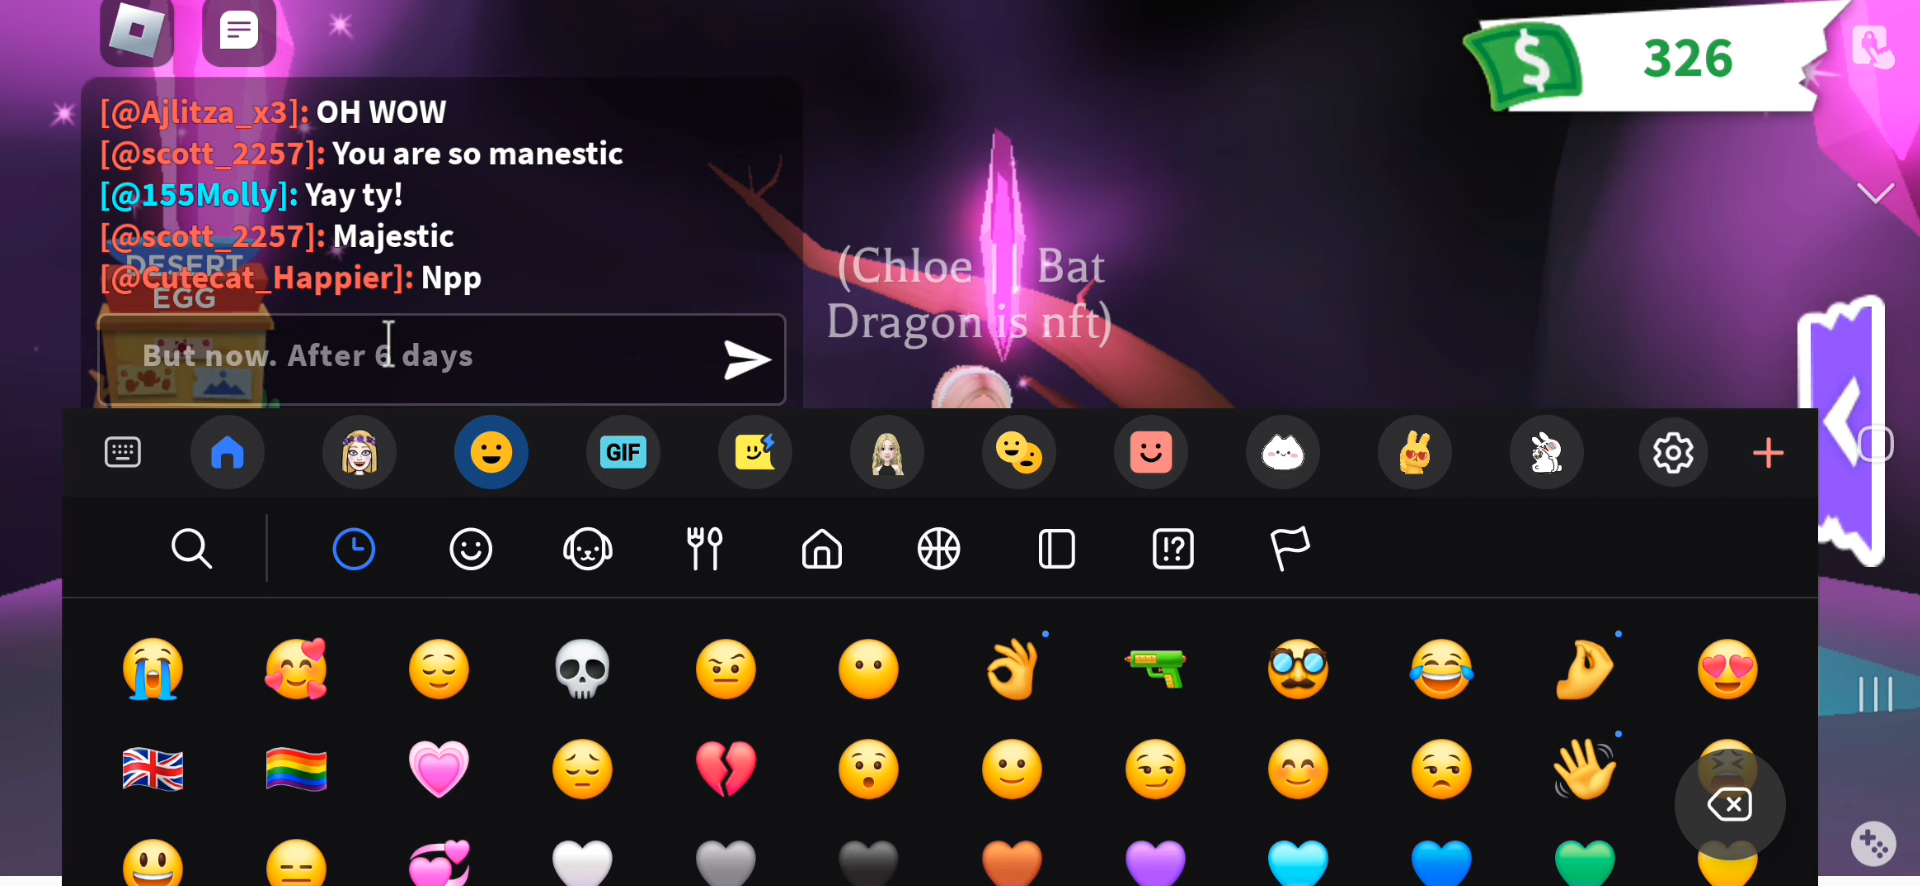 326
[@Ajlitza_x3]: OH WOW
[@scott_2257]: You are so manestic
[@155Molly]: Yay ty!
[@scott_2257]: Majestic
DESERT
[@Cutecat_Happier]: Npp
EGG
(Chloe || Bat
Dragon is nft)
But now. After 6 days
GIF
!?